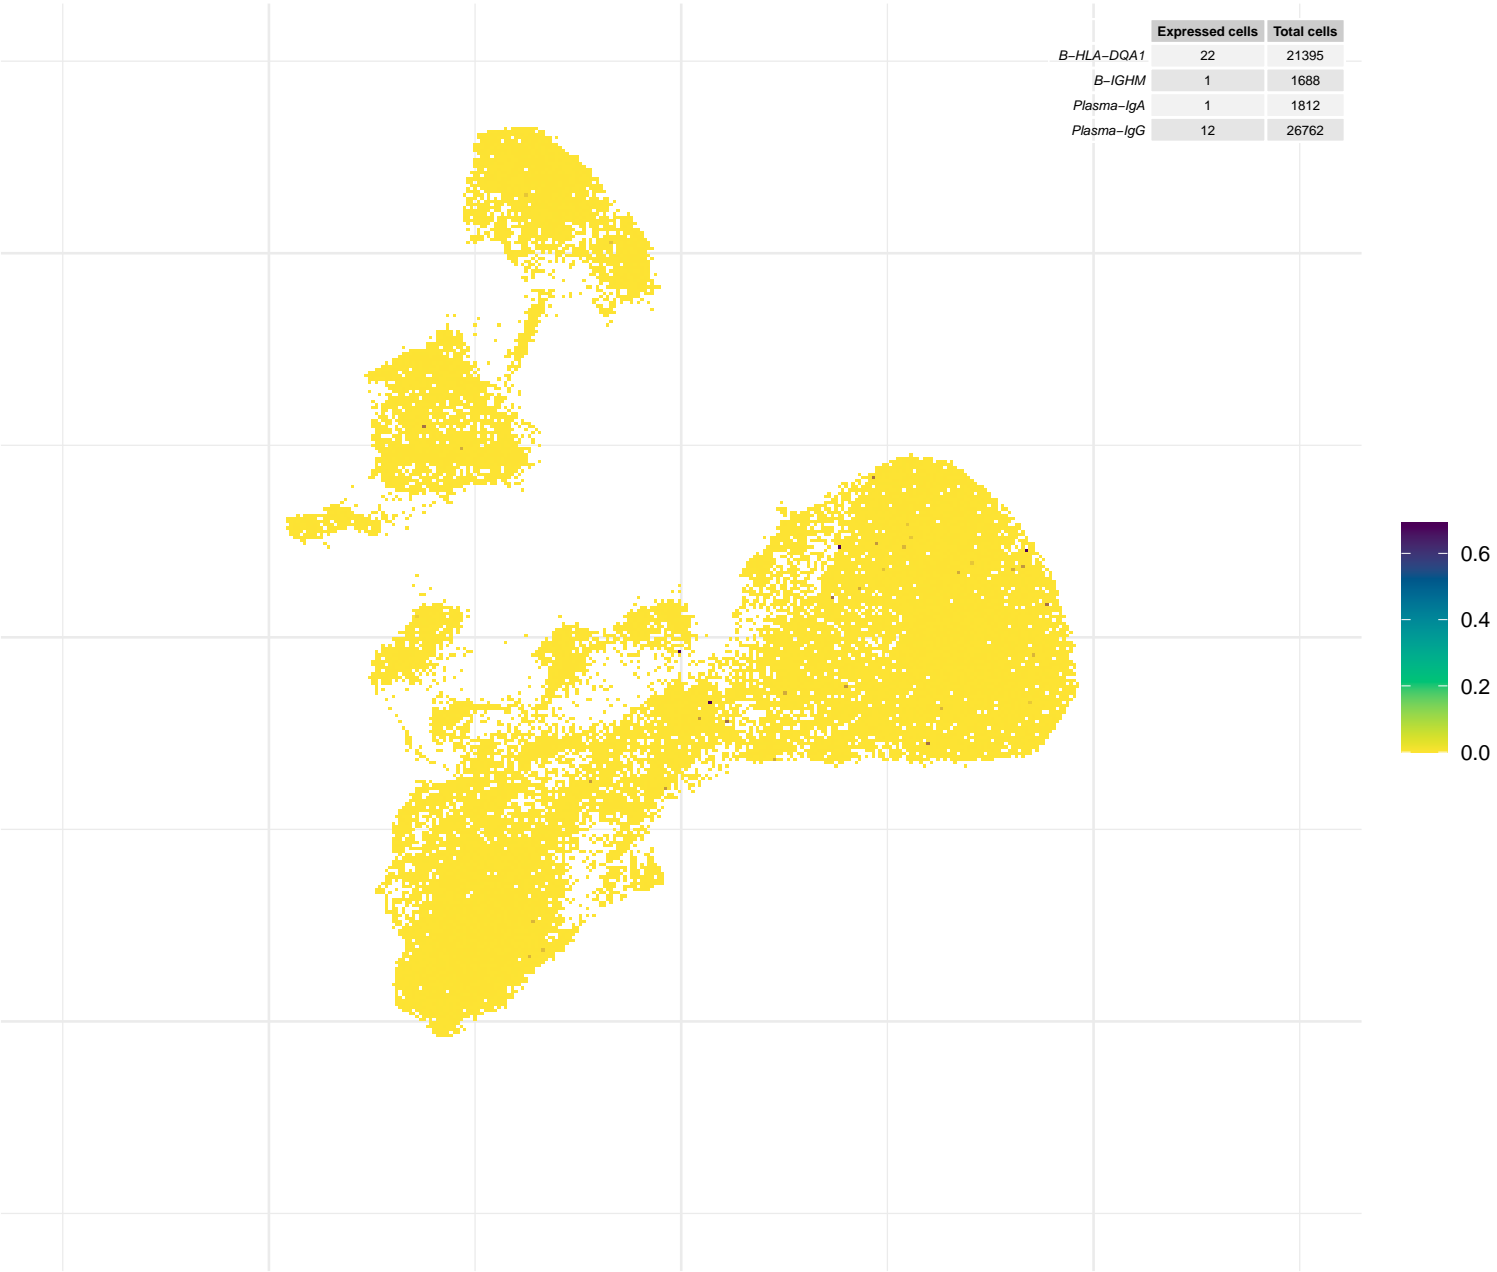 Expressed cells Total cells
B−HLA−DQA1 22 21395
B−IGHM 1 1688
Plasma−IgA 1 1812
Plasma−IgG 12 26762
0.6
0.4
0.2
0.0